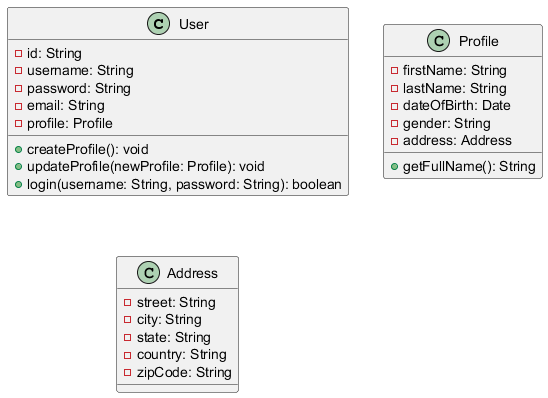 C User
id: String
username: String
password: String
email: String
profile: Profile
createProfile(): void
updateProfile(newProfile: Profile): void
login(username: String, password: String): boolean
C Profile
firstName: String
lastName: String
dateOfBirth: Date
gender: String
address: Address
getFullName(): String
C Address
street: String
city: String
state: String
country: String
zipCode: String